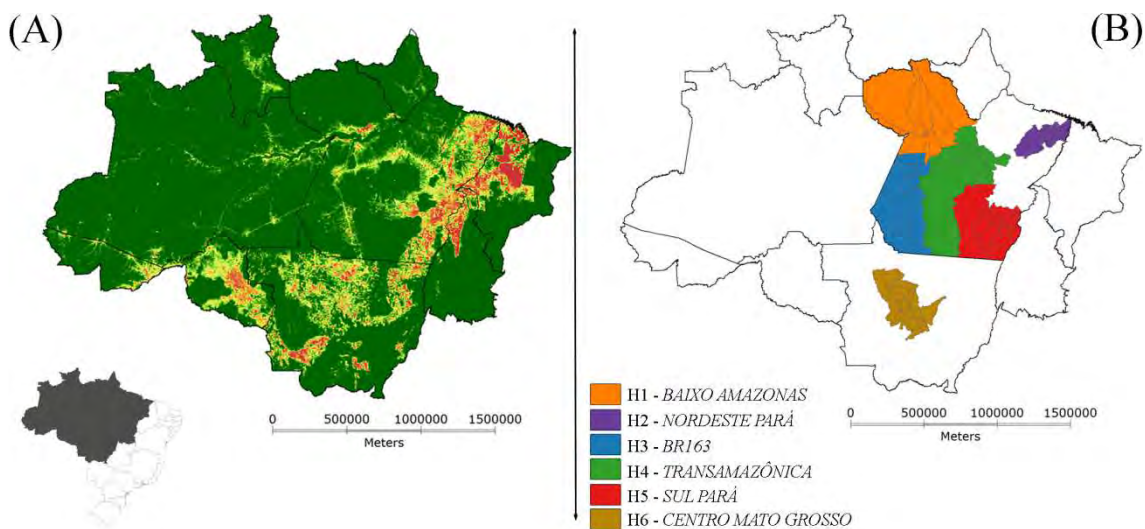 (A)
(B)
0 500000 1000000 1500000
Meters
H1 - BAIXO AMAZONAS
H2 - NORDESTE PARÁ
H3 - BR163
H4 - TRANSAMAZÔNICA
H5 - SUL PARÁ
H6 - CENTRO MATO GROSSO
0 500000 1000000 1500000
Meters